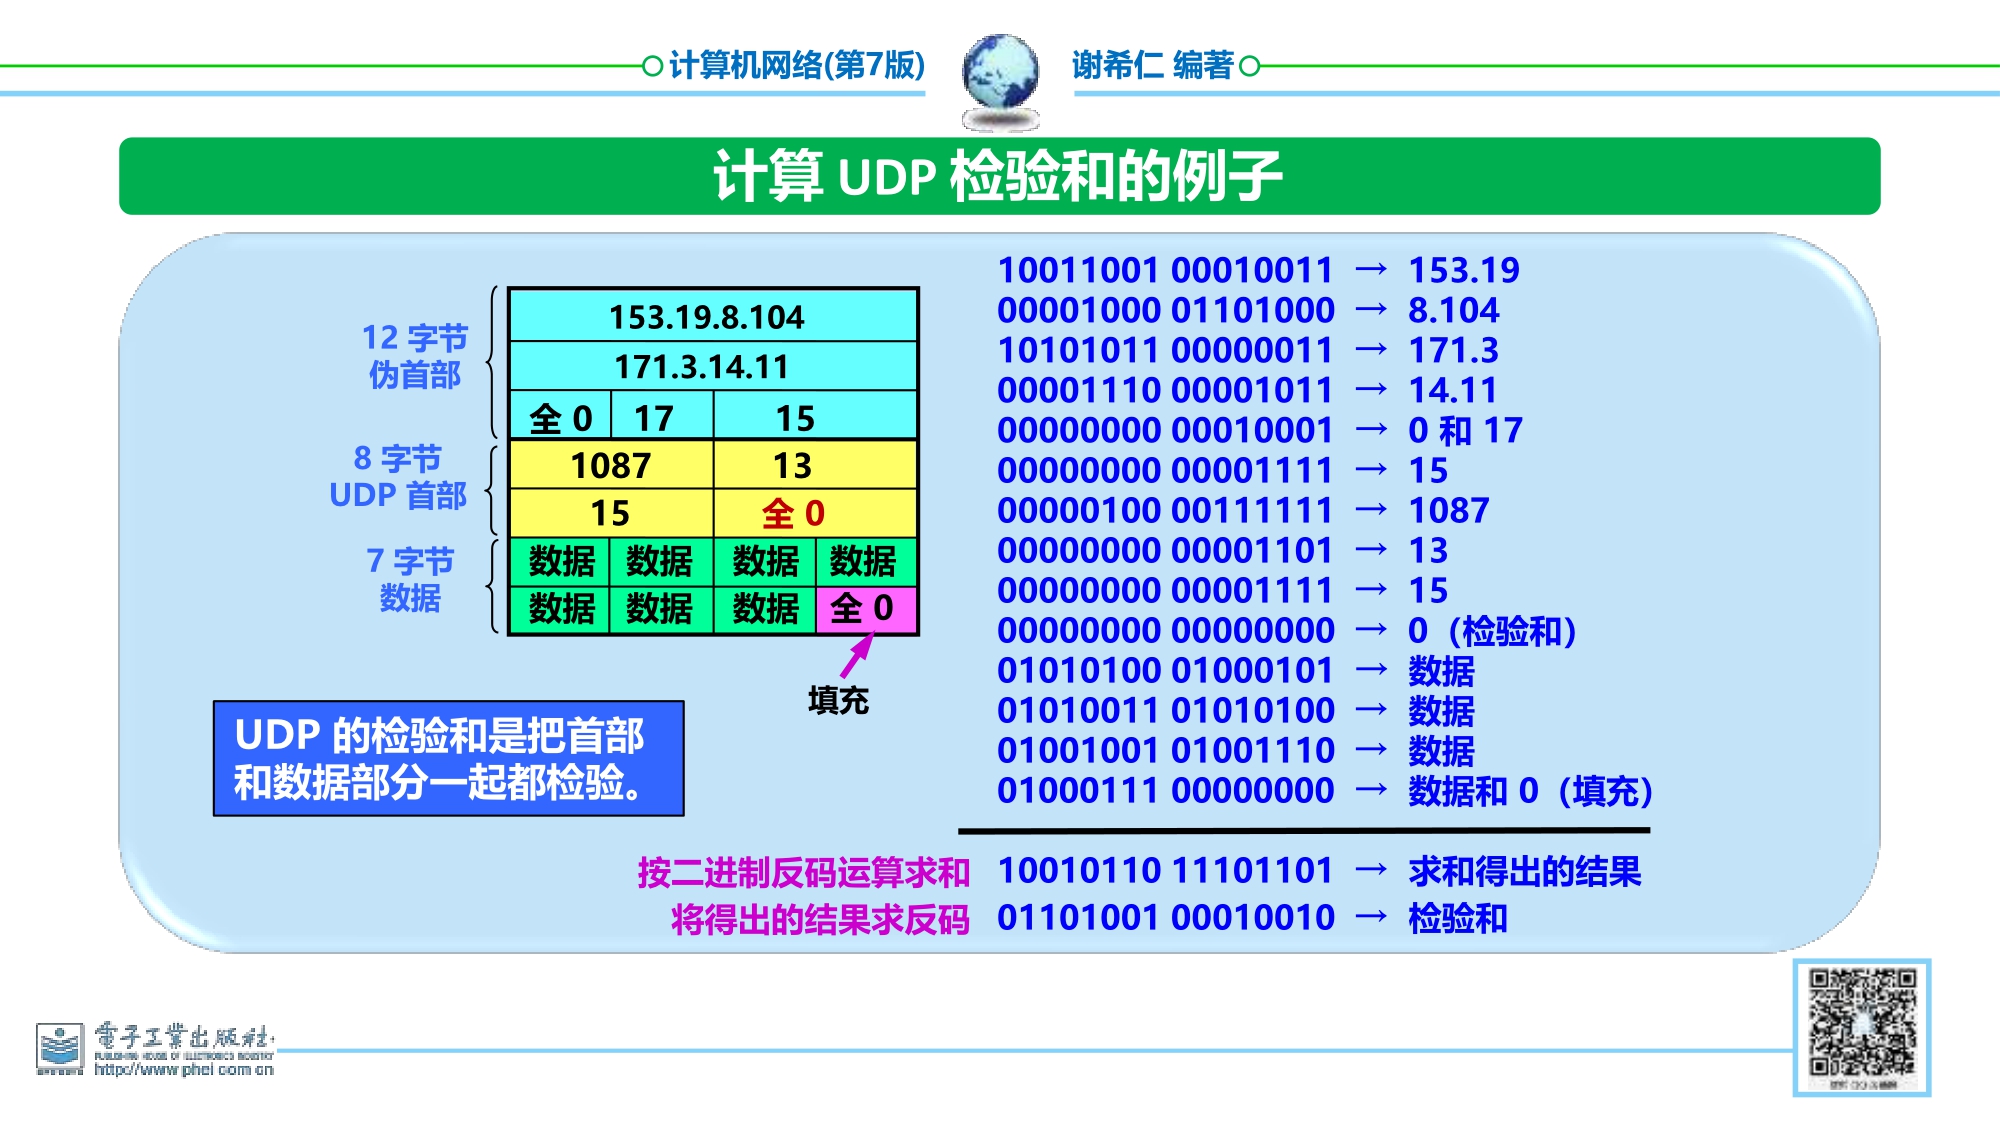 计算机网络(第7版)
谢希仁 编著
计算 UDP 检验和的例子
12 字节
伪首部
153.19.8.104
171.3.14.11
全 0 17 15
8 字节
UDP 首部
1087 13
15 全 0
7 字节
数据
数据 数据 数据 数据
数据 数据 数据 全 0
填充
UDP 的检验和是把首部
和数据部分一起都检验。
10011001 00010011 → 153.19
00001000 01101000 → 8.104
10101011 00000011 → 171.3
00001110 00001011 → 14.11
00000000 00010001 → 0 和 17
00000000 00001111 → 15
00000100 00111111 → 1087
00000000 00001101 → 13
00000000 00001111 → 15
00000000 00000000 → 0(检验和)
01010100 01000101 → 数据
01010011 01010100 → 数据
01001001 01001110 → 数据
01000111 00000000 → 数据和 0(填充)
按二进制反码运算求和 10010110 11101101 → 求和得出的结果
将得出的结果求反码 01101001 00010010 → 检验和
電子工業出版社
PUBLISHING HOUSE OF ELECTRONICS INDUSTRY
http://www.phei.com.cn